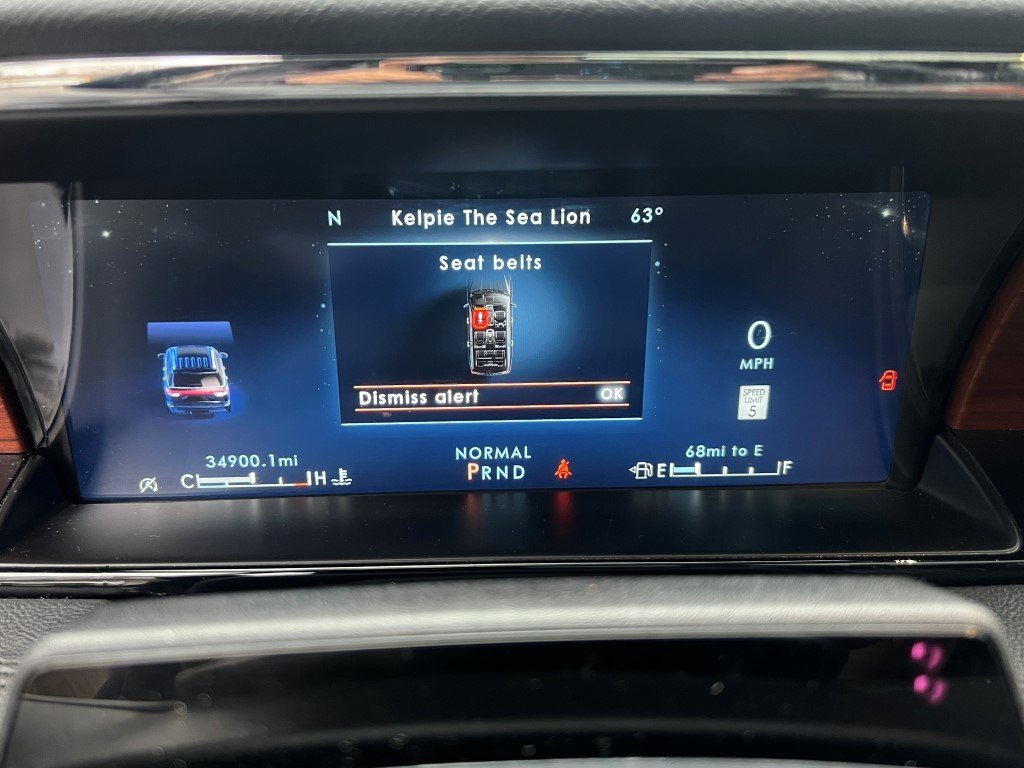 N Kelpie The Sea Lion 63°
Seat belts
0
MPH
Dismiss alert OK
SPEED
LIMIT
5
34900.1mi
NORMAL
68mi to E
C H
PRND
E F